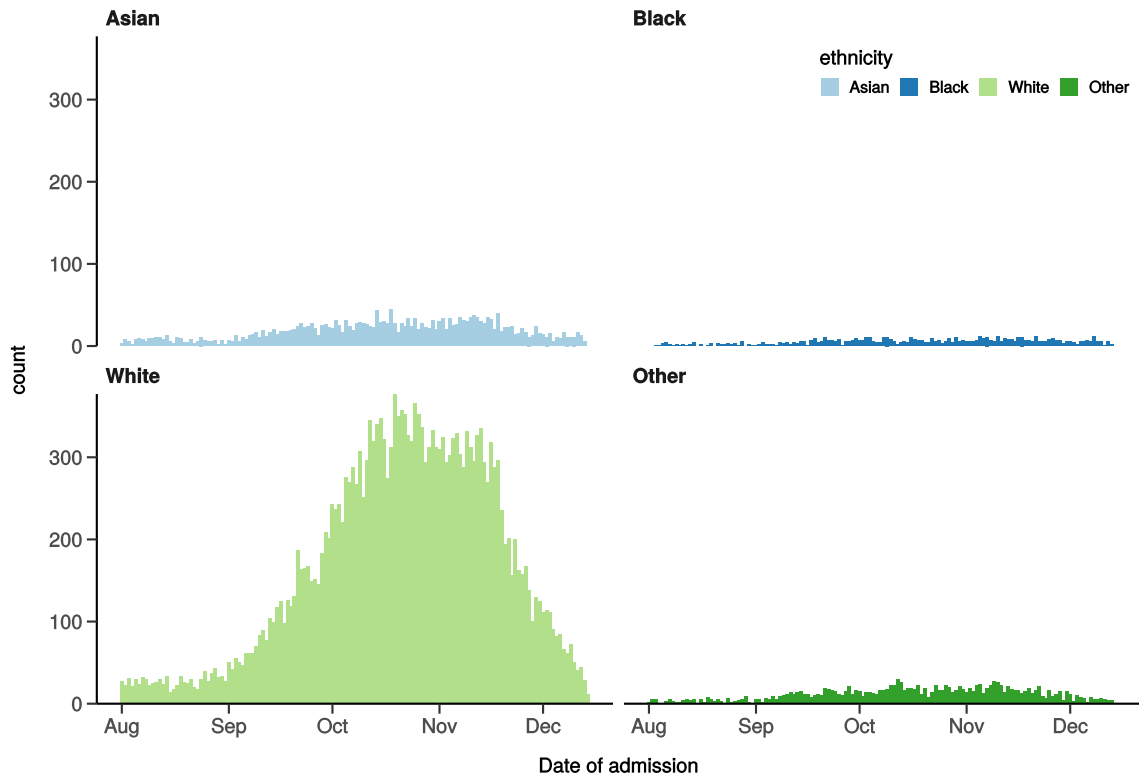 Asian
Black
ethnicity
Asian Black White Other
300
200
100
0
count
White
Other
300
200
100
0
Aug Sep Oct Nov Dec
Aug Sep Oct Nov Dec
Date of admission